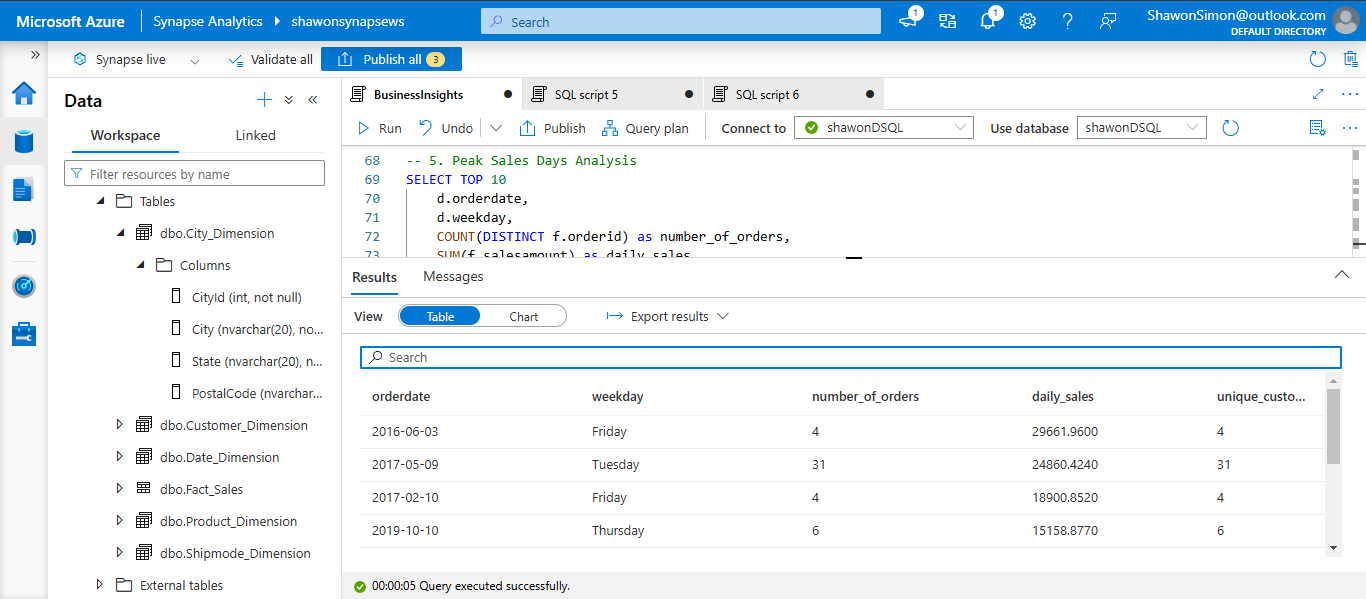 Microsoft Azure
Synapse Analytics
shawonsynapsews
Search
1
1
ShawonSimon@outlook.com
DEFAULT DIRECTORY
Synapse live
Validate all
Publish all 3
Data
Workspace
Linked
Filter resources by name
Tables
dbo.City_Dimension
Columns
CityId (int, not null)
City (nvarchar(20), no...
State (nvarchar(20), n...
PostalCode (nvarchar...
dbo.Customer_Dimension
dbo.Date_Dimension
dbo.Fact_Sales
dbo.Product_Dimension
dbo.Shipmode_Dimension
External tables
BusinessInsights
SQL script 5
SQL script 6
Run
Undo
Publish
Query plan
Connect to
shawonDSQL
Use database
shawonDSQL
68 -- 5. Peak Sales Days Analysis
69 SELECT TOP 10
70 d.orderdate,
71 d.weekday,
72 COUNT(DISTINCT f.orderid) as number_of_orders,
73 SUM(f.salesamount) as daily_sales
Results
Messages
View
Table
Chart
Export results
Search
orderdate weekday number_of_orders daily_sales unique_custo...
2016-06-03 Friday 4 29661.9600 4
2017-05-09 Tuesday 31 24860.4240 31
2017-02-10 Friday 4 18900.8520 4
2019-10-10 Thursday 6 15158.8770 6
00:00:05 Query executed successfully.